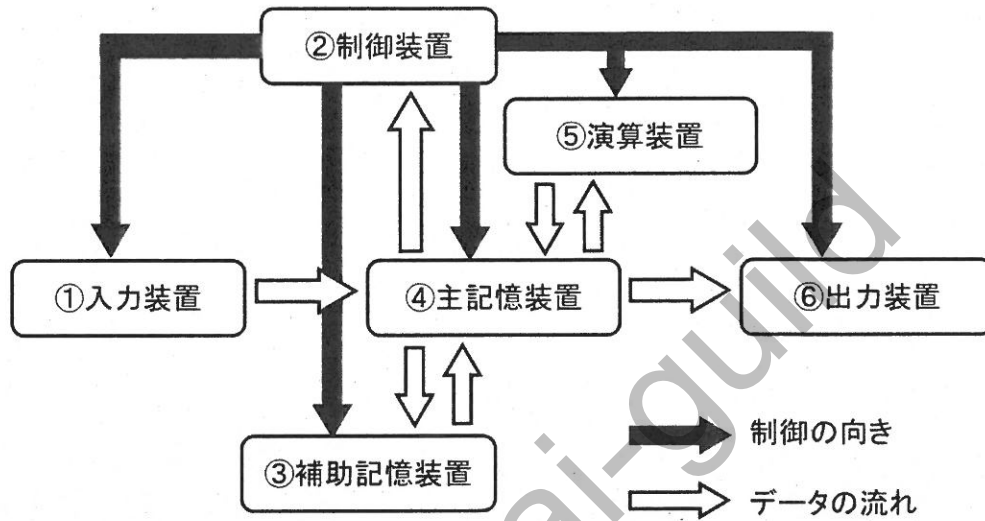 ②制御装置
⑤演算装置
①入力装置
④主記憶装置
⑥出力装置
③補助記憶装置
制御の向き
データの流れ
ai-guild